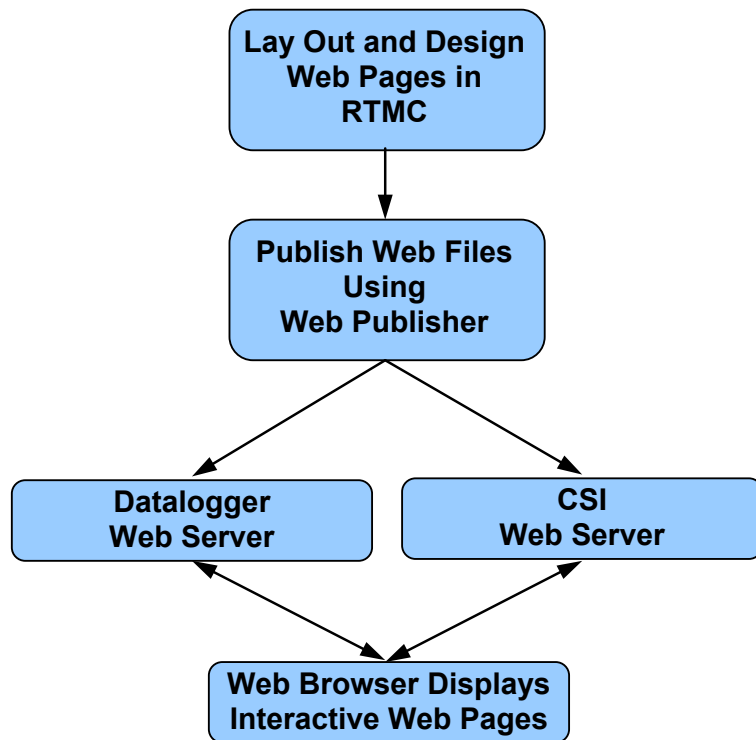 Lay Out and Design
Web Pages in
RTMC
Publish Web Files
Using
Web Publisher
Datalogger
Web Server
CSI
Web Server
Web Browser Displays
Interactive Web Pages